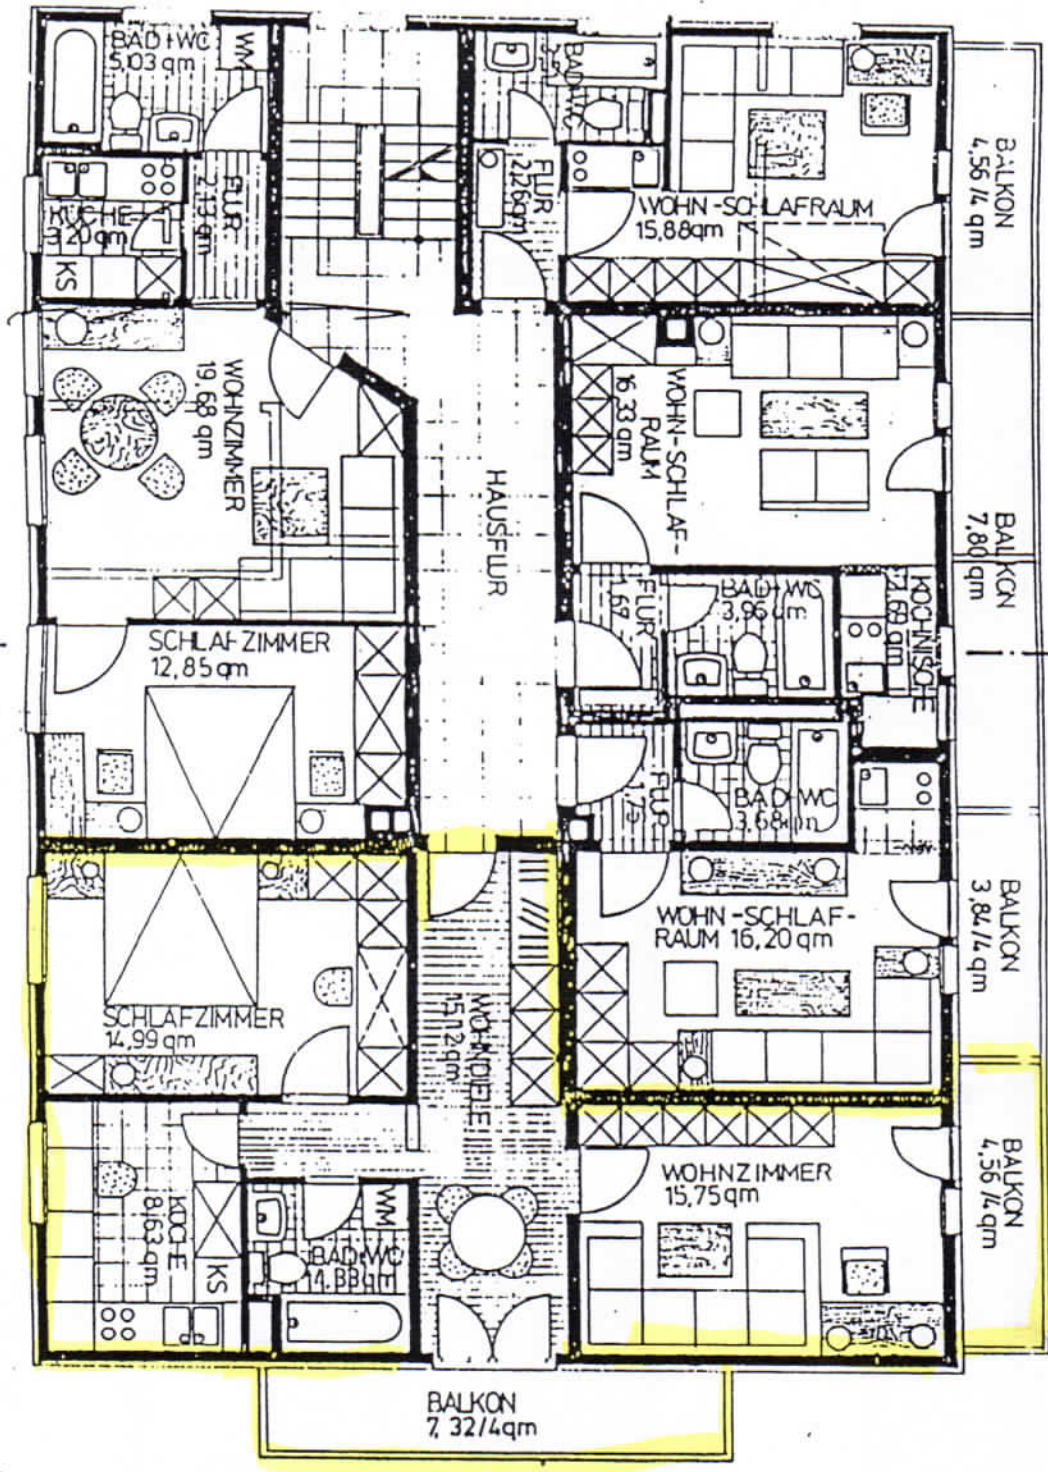 BAD+WC
5,03 qm
WM
KÜCHE
3,20 qm
KS
FLUR
2,13 qm
BAD+WC
FLUR
2,26 qm
WOHN-SCHLAFRAUM
15,88 qm
BALKON
4,56/4 qm
WOHNZIMMER
19,68 qm
HAUSFLUR
WOHN-SCHLAF-
RAUM
16,33 qm
BALKON
7,80 qm
BALKON
FLUR
1,67
BAD+WC
3,96 qm
KOCHNISCHE
SCHLAFZIMMER
12,85 qm
FLUR
1,75
BAD+WC
3,68 qm
WOHN-SCHLAF-
RAUM 16,20 qm
BALKON
3,84/4 qm
SCHLAFZIMMER
14,99 qm
WOHNDIELE
15,12 qm
KÜCHE
8,63 qm
KS
WM
BAD+WC
WOHNZIMMER
15,75 qm
BALKON
4,56/4 qm
BALKON
7,32/4 qm